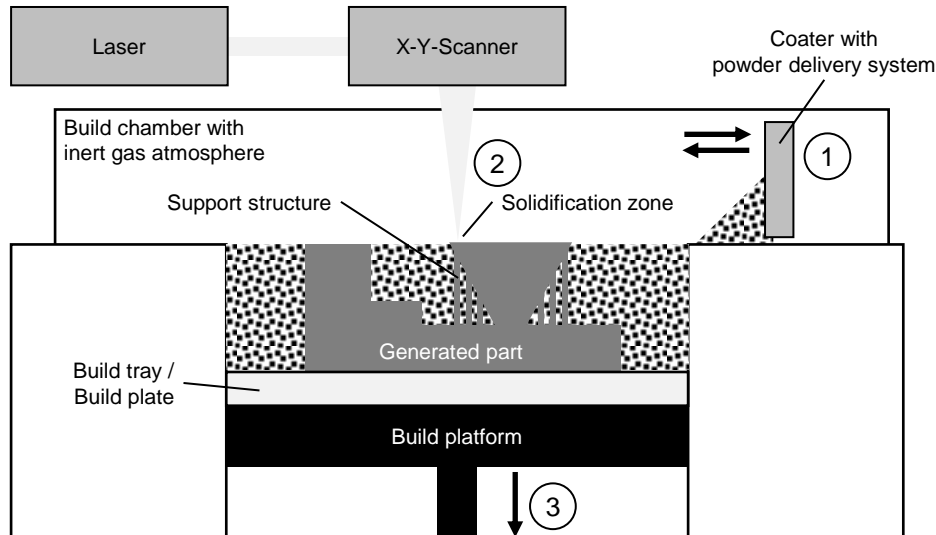 Laser
X-Y-Scanner
Coater with
powder delivery system
Build chamber with
inert gas atmosphere
1
2
Support structure
Solidification zone
Generated part
Build tray /
Build plate
Build platform
3